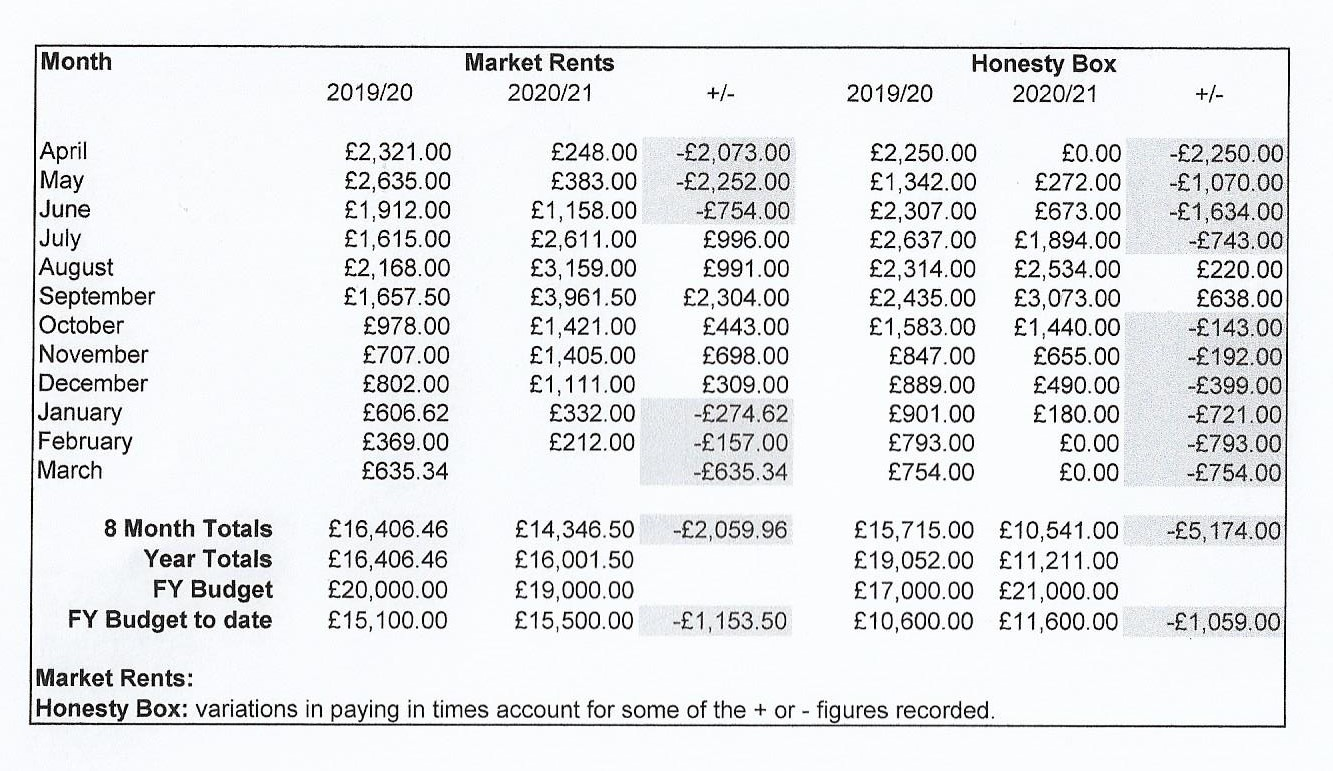 Month Market Rents Honesty Box
2019/20 2020/21 +/- 2019/20 2020/21 +/-
April £2,321.00 £248.00 -£2,073.00 £2,250.00 £0.00 -£2,250.00
May £2,635.00 £383.00 -£2,252.00 £1,342.00 £272.00 -£1,070.00
June £1,912.00 £1,158.00 -£754.00 £2,307.00 £673.00 -£1,634.00
July £1,615.00 £2,611.00 £996.00 £2,637.00 £1,894.00 -£743.00
August £2,168.00 £3,159.00 £991.00 £2,314.00 £2,534.00 £220.00
September £1,657.50 £3,961.50 £2,304.00 £2,435.00 £3,073.00 £638.00
October £978.00 £1,421.00 £443.00 £1,583.00 £1,440.00 -£143.00
November £707.00 £1,405.00 £698.00 £847.00 £655.00 -£192.00
December £802.00 £1,111.00 £309.00 £889.00 £490.00 -£399.00
January £606.62 £332.00 -£274.62 £901.00 £180.00 -£721.00
February £369.00 £212.00 -£157.00 £793.00 £0.00 -£793.00
March £635.34 -£635.34 £754.00 £0.00 -£754.00
8 Month Totals £16,406.46 £14,346.50 -£2,059.96 £15,715.00 £10,541.00 -£5,174.00
Year Totals £16,406.46 £16,001.50 £19,052.00 £11,211.00
FY Budget £20,000.00 £19,000.00 £17,000.00 £21,000.00
FY Budget to date £15,100.00 £15,500.00 -£1,153.50 £10,600.00 £11,600.00 -£1,059.00
Market Rents:
Honesty Box: variations in paying in times account for some of the + or - figures recorded.